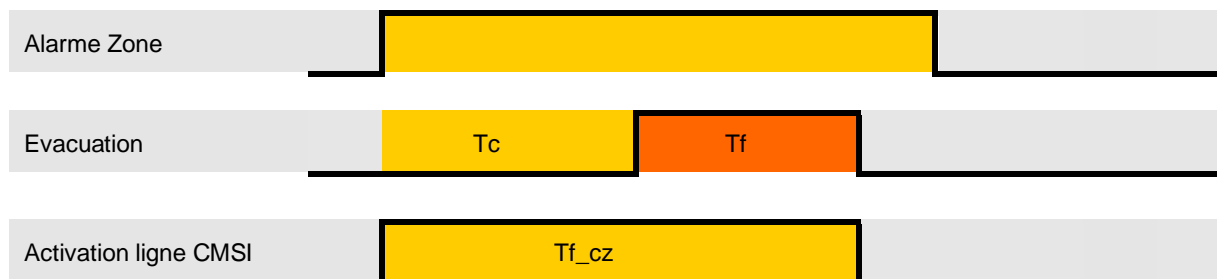 Alarme Zone
Evacuation Tc Tf
Activation ligne CMSI Tf_cz